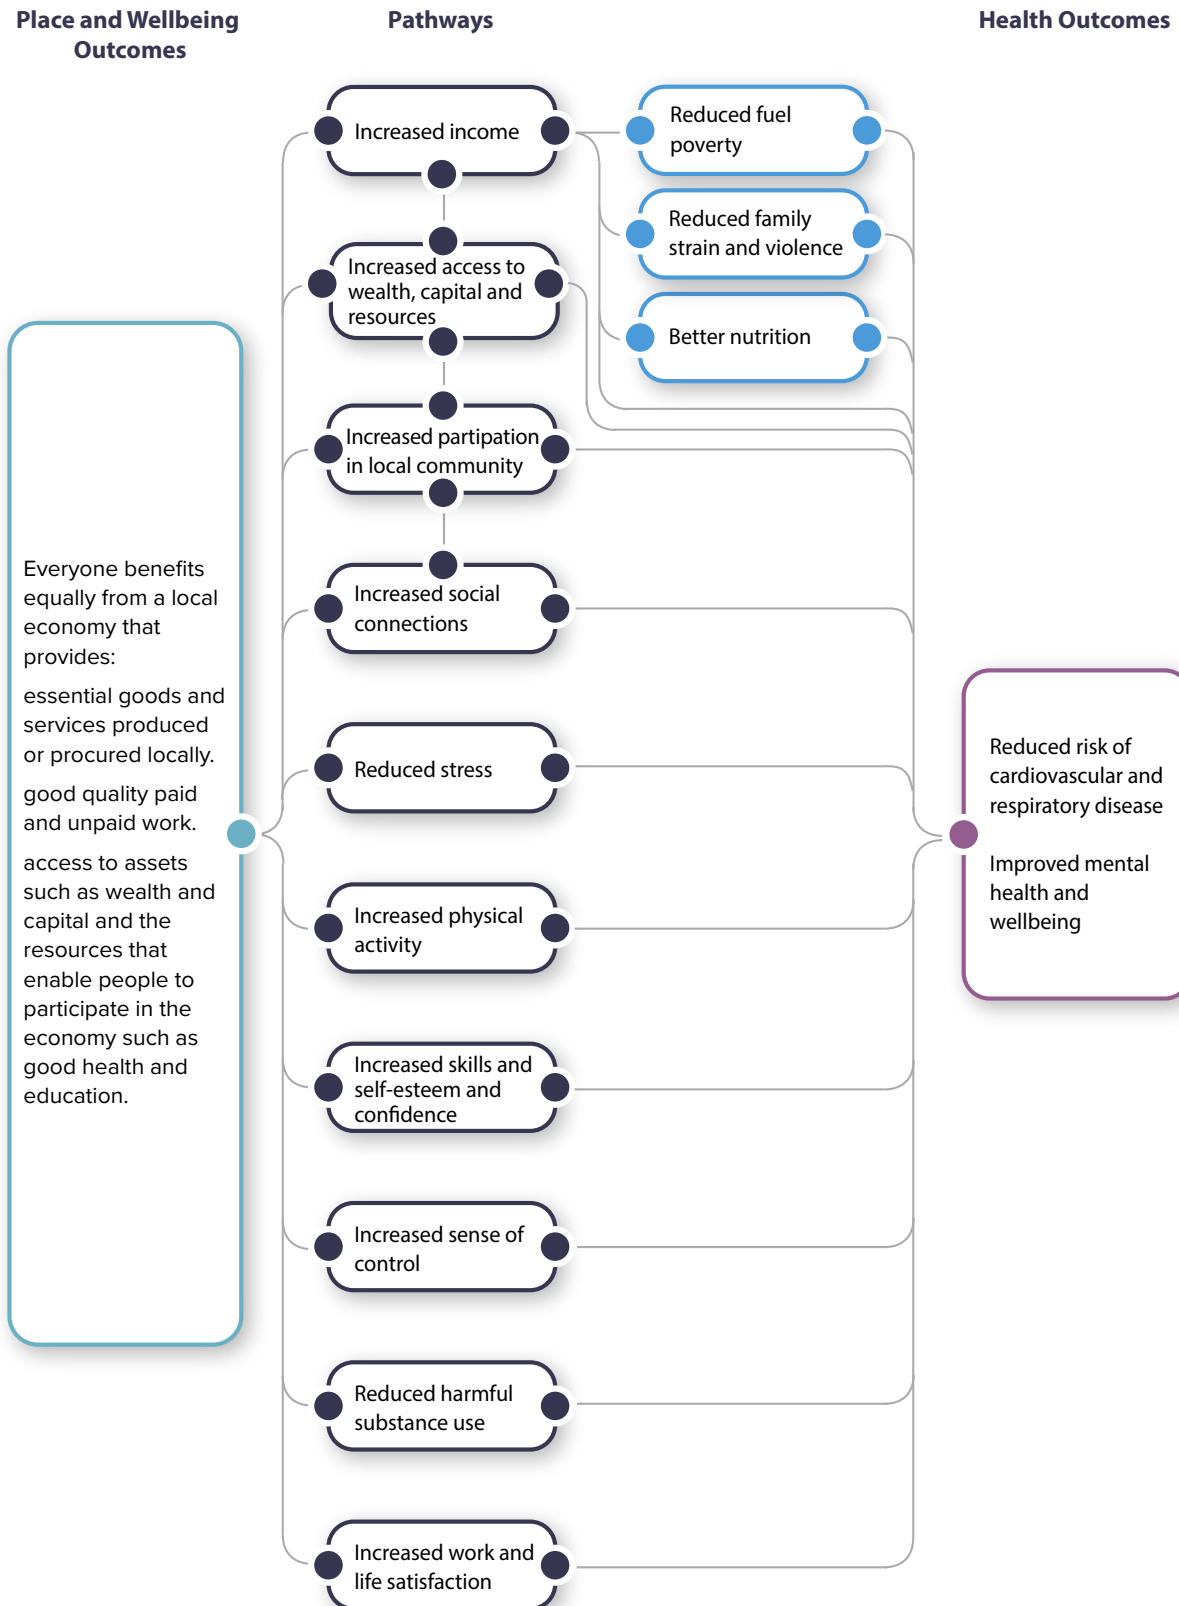 Place and Wellbeing
Outcomes
Pathways
Health Outcomes
Everyone benefits
equally from a local
economy that
provides:
essential goods and
services produced
or procured locally.
good quality paid
and unpaid work.
access to assets
such as wealth and
capital and the
resources that
enable people to
participate in the
economy such as
good health and
education.
Increased income
Increased access to
wealth, capital and
resources
Increased partipation
in local community
Increased social
connections
Reduced stress
Increased physical
activity
Increased skills and
self-esteem and
confidence
Increased sense of
control
Reduced harmful
substance use
Increased work and
life satisfaction
Reduced fuel
poverty
Reduced family
strain and violence
Better nutrition
Reduced risk of
cardiovascular and
respiratory disease
Improved mental
health and
wellbeing